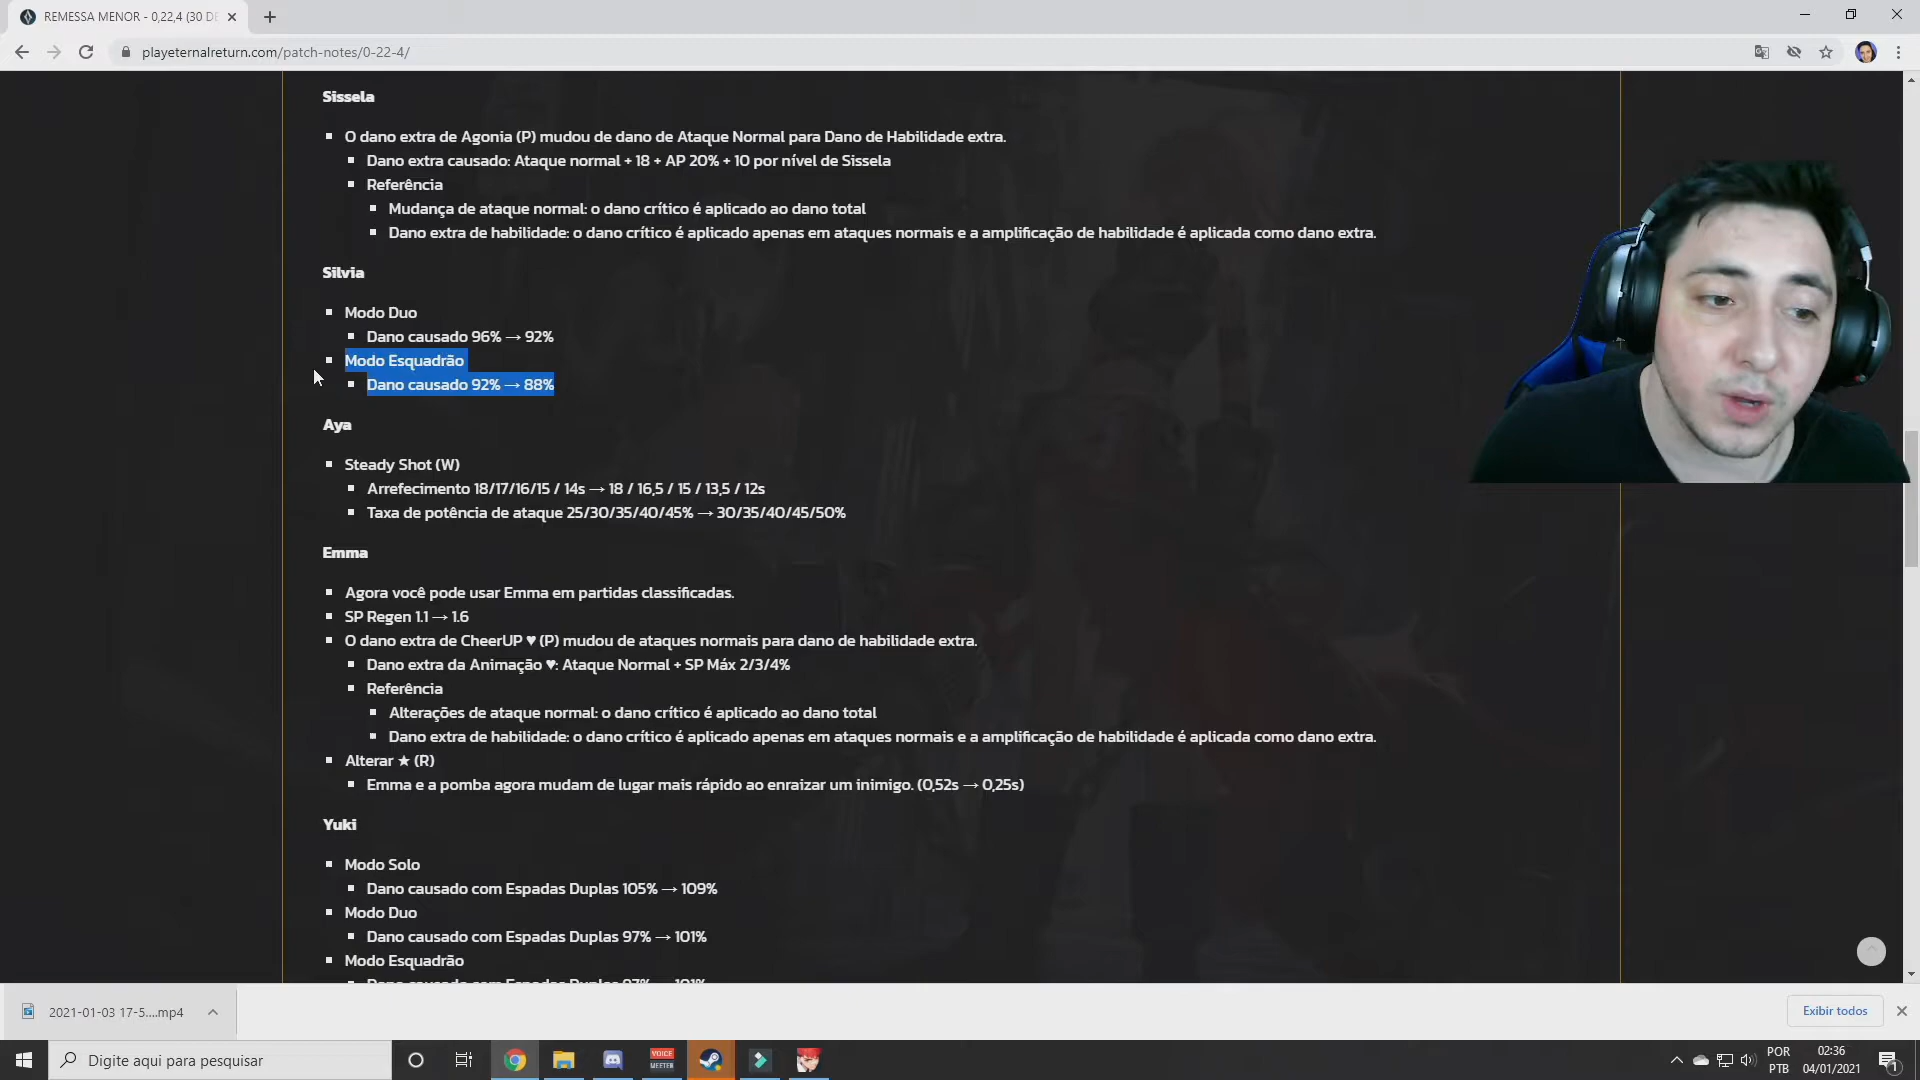 REMESSA MENOR - 0,22,4 (30 DE
playeternalreturn.com/patch-notes/0-22-4/
Sissela
O dano extra de Agonia (P) mudou de dano de Ataque Normal para Dano de Habilidade extra.
Dano extra causado: Ataque normal + 18 + AP 20% + 10 por nível de Sissela
Referência
Mudança de ataque normal: o dano crítico é aplicado ao dano total
Dano extra de habilidade: o dano crítico é aplicado apenas em ataques normais e a amplificação de habilidade é aplicada como dano extra.
Silvia
Modo Duo
Dano causado 96% → 92%
Modo Esquadrão
Dano causado 92% → 88%
Aya
Steady Shot (W)
Arrefecimento 18/17/16/15 / 14s → 18 / 16,5 / 15 / 13,5 / 12s
Taxa de potência de ataque 25/30/35/40/45% → 30/35/40/45/50%
Emma
Agora você pode usar Emma em partidas classificadas.
SP Regen 1.1 → 1.6
O dano extra de CheerUP ♥ (P) mudou de ataques normais para dano de habilidade extra.
Dano extra da Animação ♥: Ataque Normal + SP Máx 2/3/4%
Referência
Alterações de ataque normal: o dano crítico é aplicado ao dano total
Dano extra de habilidade: o dano crítico é aplicado apenas em ataques normais e a amplificação de habilidade é aplicada como dano extra.
Alterar ★ (R)
Emma e a pomba agora mudam de lugar mais rápido ao enraizar um inimigo. (0,52s → 0,25s)
Yuki
Modo Solo
Dano causado com Espadas Duplas 105% → 109%
Modo Duo
Dano causado com Espadas Duplas 97% → 101%
Modo Esquadrão
Dano causado com Espadas Duplas 97% → 101%
2021-01-03 17-5....mp4
Exibir todos
Digite aqui para pesquisar
VOICE
MEETER
POR
PTB
02:36
04/01/2021
1